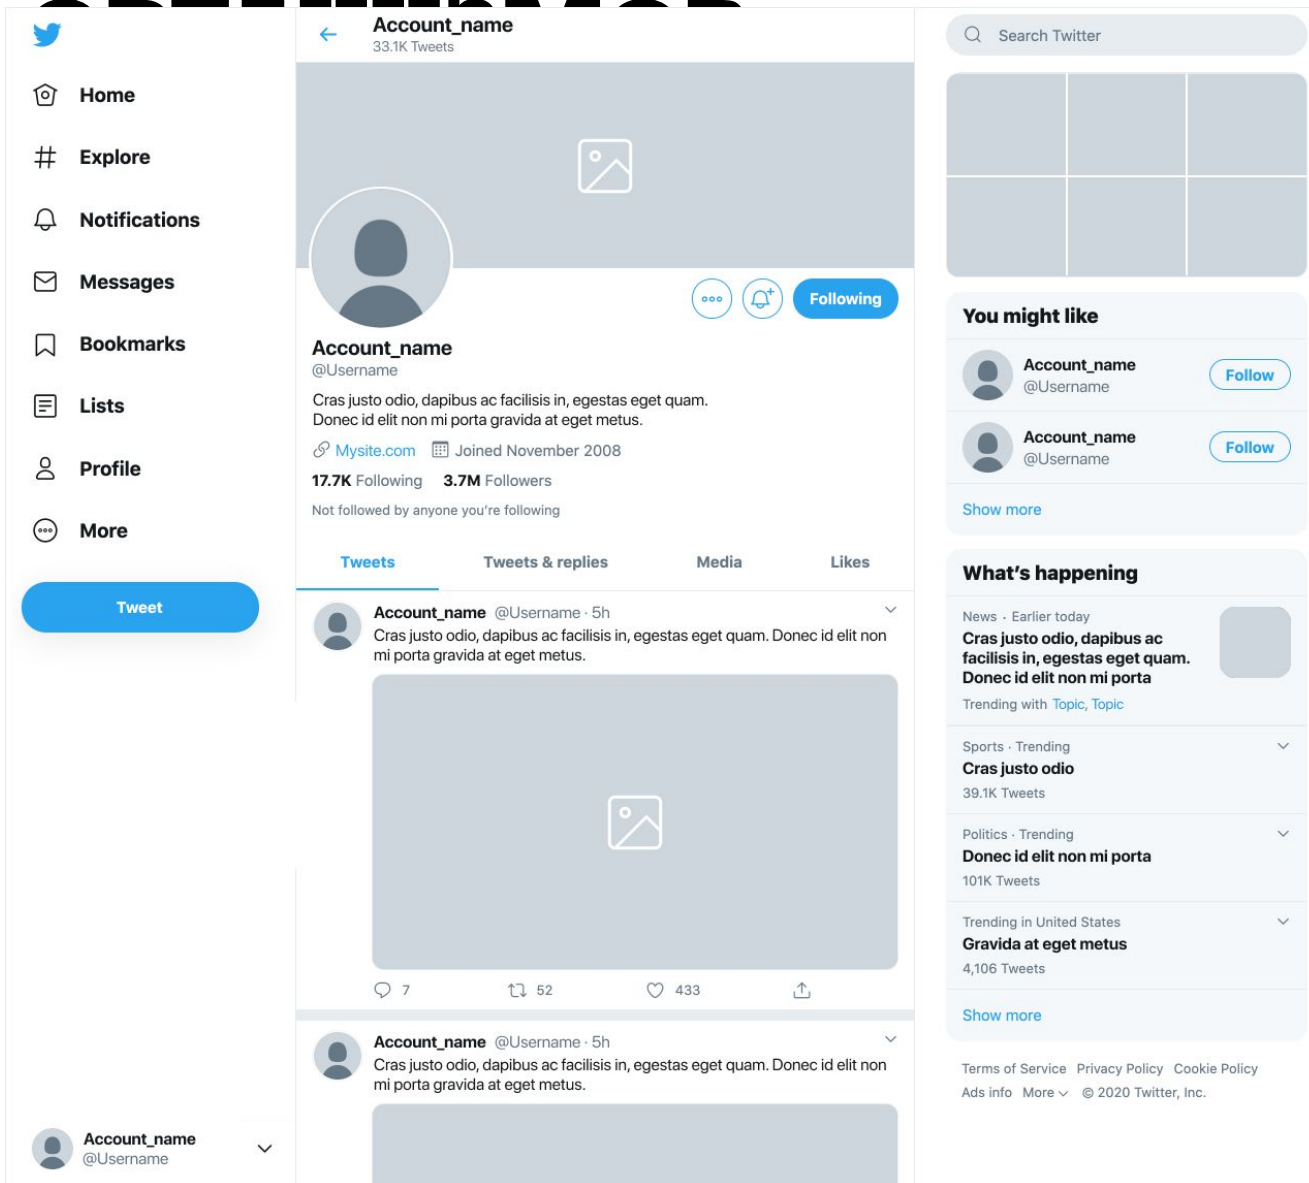 Home
Explore
Notifications
Messages
Bookmarks
Lists
Profile
More
Tweet
Account_name
@Username
Account_name
33.1K Tweets
Following
Account_name
@Username
Cras justo odio, dapibus ac facilisis in, egestas eget quam.
Donec id elit non mi porta gravida at eget metus.
Mysite.com Joined November 2008
17.7K Following 3.7M Followers
Not followed by anyone you're following
Tweets Tweets & replies Media Likes
Account_name @Username · 5h
Cras justo odio, dapibus ac facilisis in, egestas eget quam. Donec id elit non
mi porta gravida at eget metus.
7 52 433
Account_name @Username · 5h
Cras justo odio, dapibus ac facilisis in, egestas eget quam. Donec id elit non
mi porta gravida at eget metus.
Search Twitter
You might like
Account_name
@Username
Follow
Account_name
@Username
Follow
Show more
What's happening
News · Earlier today
Cras justo odio, dapibus ac
facilisis in, egestas eget quam.
Donec id elit non mi porta
Trending with Topic, Topic
Sports · Trending
Cras justo odio
39.1K Tweets
Politics · Trending
Donec id elit non mi porta
101K Tweets
Trending in United States
Gravida at eget metus
4,106 Tweets
Show more
Terms of Service Privacy Policy Cookie Policy
Ads info More © 2020 Twitter, Inc.